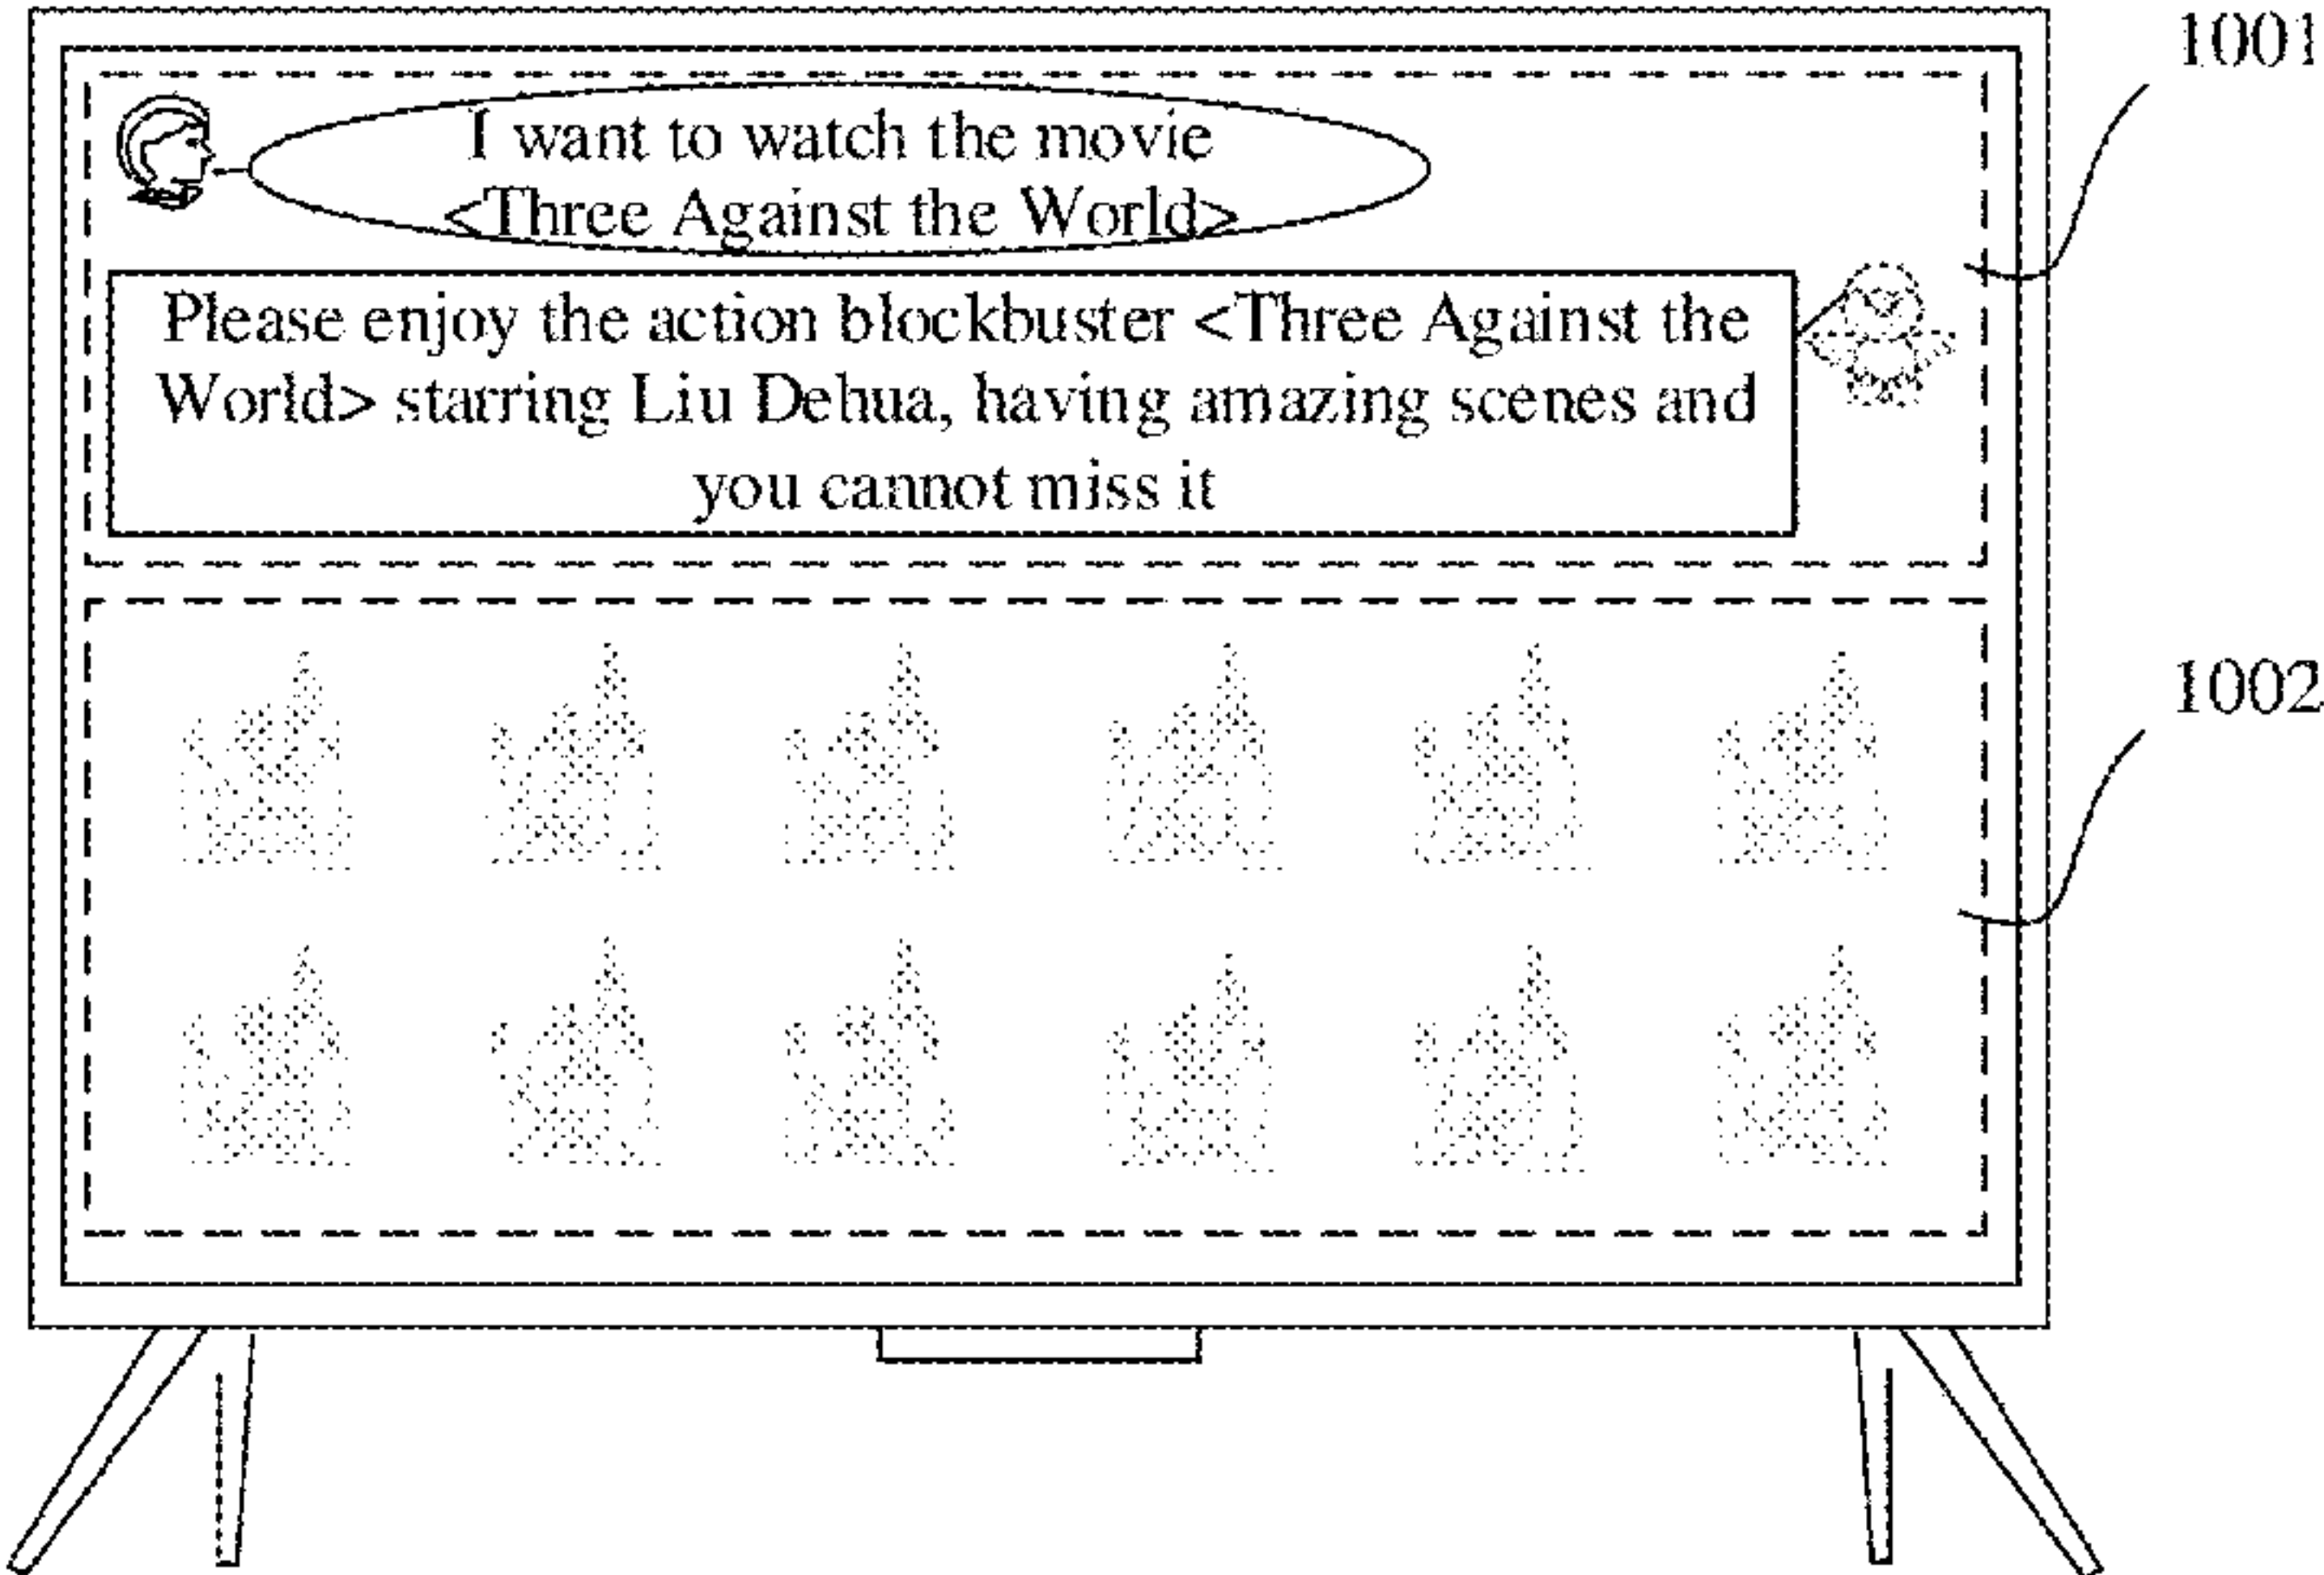 1001
I want to watch the movie
<Three Against the World>
Please enjoy the action blockbuster <Three Against the
World> starring Liu Dehua, having amazing scenes and
you cannot miss it
1002